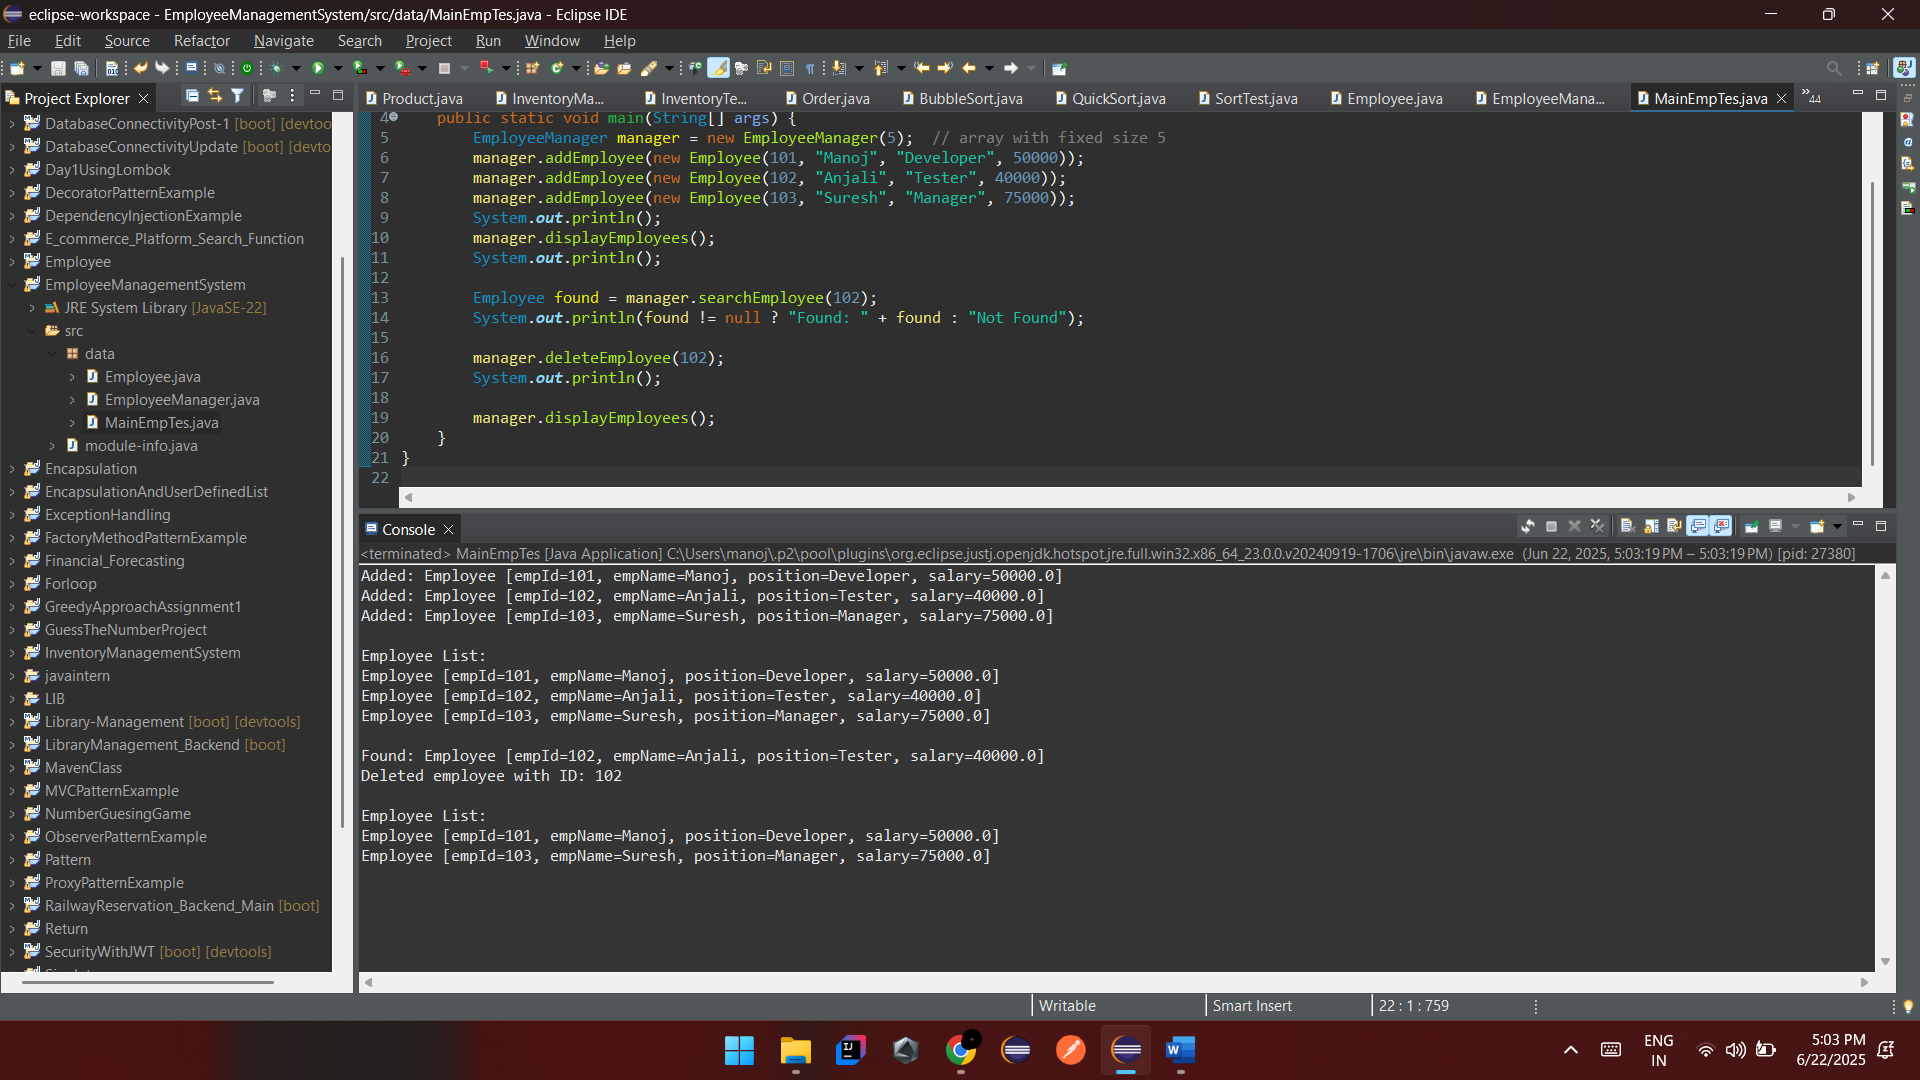 eclipse-workspace - EmployeeManagementSystem/src/data/MainEmpTes.java - Eclipse IDE
File Edit Source Refactor Navigate Search Project Run Window Help
Project Explorer
Product.java InventoryMa... InventoryTe... Order.java BubbleSort.java QuickSort.java SortTest.java Employee.java EmployeeMana... MainEmpTes.java »44
DatabaseConnectivityPost-1 [boot] [devtoo
DatabaseConnectivityUpdate [boot] [devto
Day1UsingLombok
DecoratorPatternExample
DependencyInjectionExample
E_commerce_Platform_Search_Function
Employee
EmployeeManagementSystem
JRE System Library [JavaSE-22]
src
data
Employee.java
EmployeeManager.java
MainEmpTes.java
module-info.java
Encapsulation
EncapsulationAndUserDefinedList
ExceptionHandling
FactoryMethodPatternExample
Financial_Forecasting
Forloop
GreedyApproachAssignment1
GuessTheNumberProject
InventoryManagementSystem
javaintern
LIB
Library-Management [boot] [devtools]
LibraryManagement_Backend [boot]
MavenClass
MVCPatternExample
NumberGuesingGame
ObserverPatternExample
Pattern
ProxyPatternExample
RailwayReservation_Backend_Main [boot]
Return
SecurityWithJWT [boot] [devtools]
4 public static void main(String[] args) {
5 EmployeeManager manager = new EmployeeManager(5); // array with fixed size 5
6 manager.addEmployee(new Employee(101, "Manoj", "Developer", 50000));
7 manager.addEmployee(new Employee(102, "Anjali", "Tester", 40000));
8 manager.addEmployee(new Employee(103, "Suresh", "Manager", 75000));
9 System.out.println();
10 manager.displayEmployees();
11 System.out.println();
12
13 Employee found = manager.searchEmployee(102);
14 System.out.println(found != null ? "Found: " + found : "Not Found");
15
16 manager.deleteEmployee(102);
17 System.out.println();
18
19 manager.displayEmployees();
20 }
21 }
22
Console
<terminated> MainEmpTes [Java Application] C:\Users\manoj\.p2\pool\plugins\org.eclipse.justj.openjdk.hotspot.jre.full.win32.x86_64_23.0.0.v20240919-1706\jre\bin\javaw.exe (Jun 22, 2025, 5:03:19 PM – 5:03:19 PM) [pid: 27380]
Added: Employee [empId=101, empName=Manoj, position=Developer, salary=50000.0]
Added: Employee [empId=102, empName=Anjali, position=Tester, salary=40000.0]
Added: Employee [empId=103, empName=Suresh, position=Manager, salary=75000.0]
Employee List:
Employee [empId=101, empName=Manoj, position=Developer, salary=50000.0]
Employee [empId=102, empName=Anjali, position=Tester, salary=40000.0]
Employee [empId=103, empName=Suresh, position=Manager, salary=75000.0]
Found: Employee [empId=102, empName=Anjali, position=Tester, salary=40000.0]
Deleted employee with ID: 102
Employee List:
Employee [empId=101, empName=Manoj, position=Developer, salary=50000.0]
Employee [empId=103, empName=Suresh, position=Manager, salary=75000.0]
Writable Smart Insert 22 : 1 : 759
ENG
IN
5:03 PM
6/22/2025